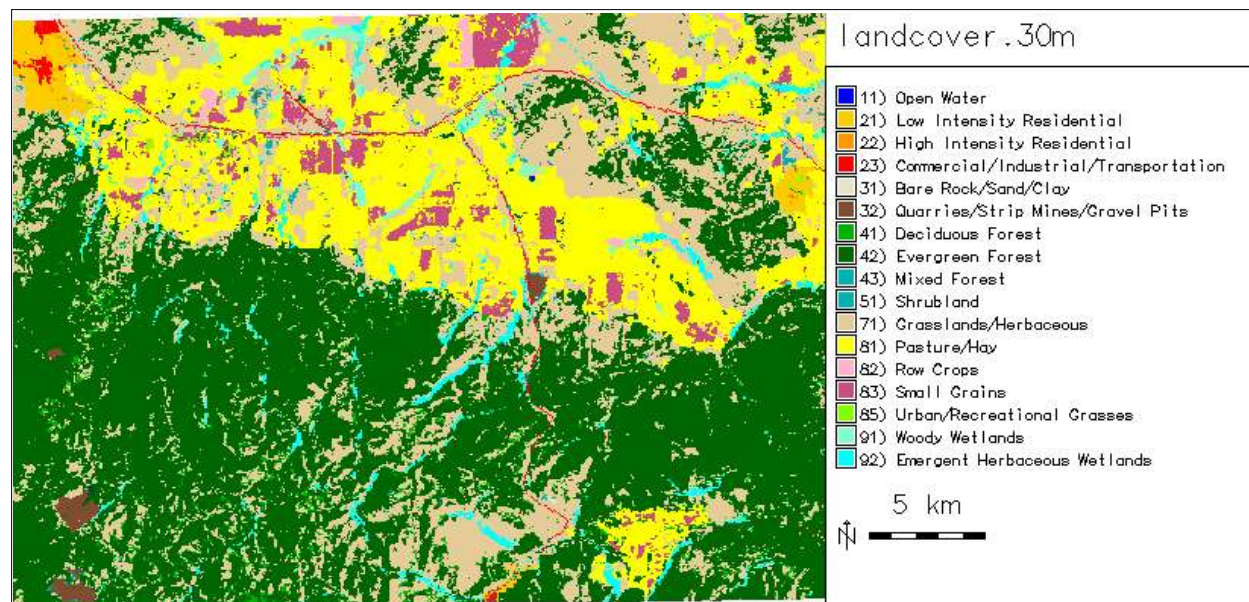 landcover.30m
11) Open Water
21) Low Intensity Residential
22) High Intensity Residential
23) Commercial/Industrial/Transportation
31) Bare Rock/Sand/Clay
32) Quarries/Strip Mines/Gravel Pits
41) Deciduous Forest
42) Evergreen Forest
43) Mixed Forest
51) Shrubland
71) Grasslands/Herbaceous
81) Pasture/Hay
82) Row Crops
83) Small Grains
85) Urban/Recreational Grasses
91) Woody Wetlands
92) Emergent Herbaceous Wetlands
5 km
N